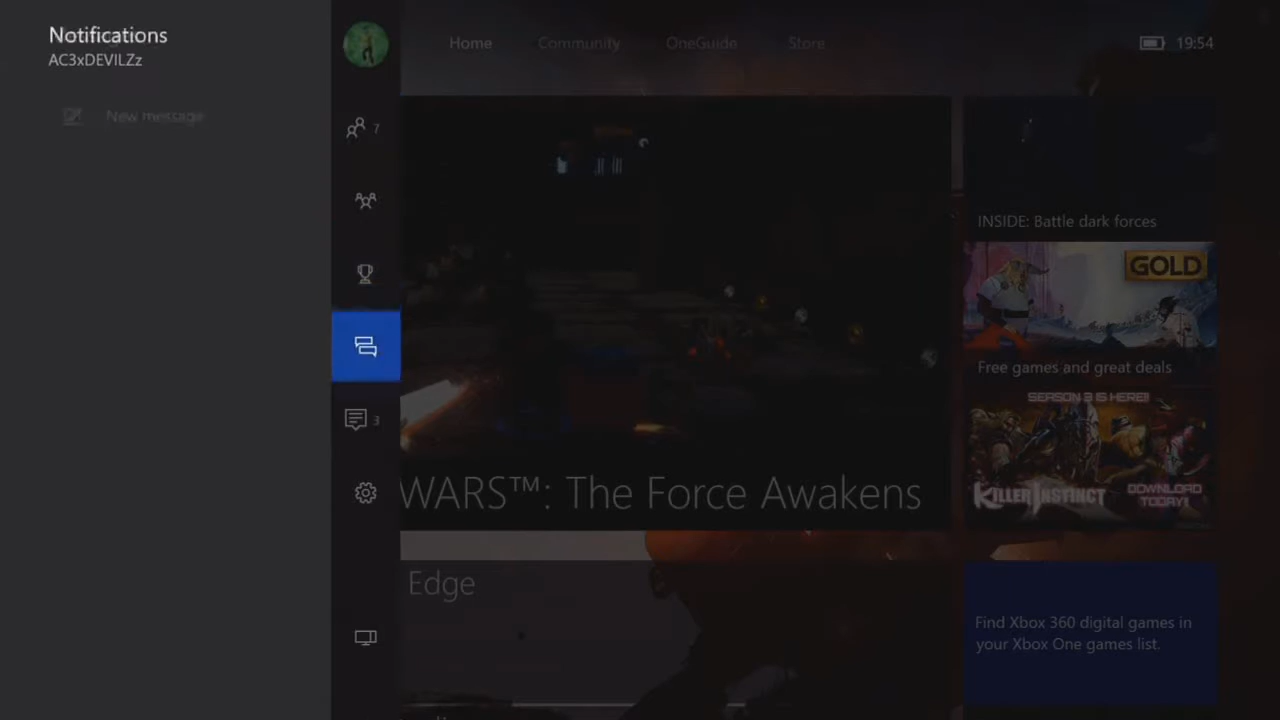 Notifications
AC3xDEVILZz
New message
7
3
Home
Community
OneGuide
Store
19:54
WARS™: The Force Awakens
Edge
INSIDE: Battle dark forces
GOLD
Free games and great deals
SEASON 3 IS HERE!!
KILLER INSTINCT
DOWNLOAD
TODAY!!
Find Xbox 360 digital games in
your Xbox One games list.